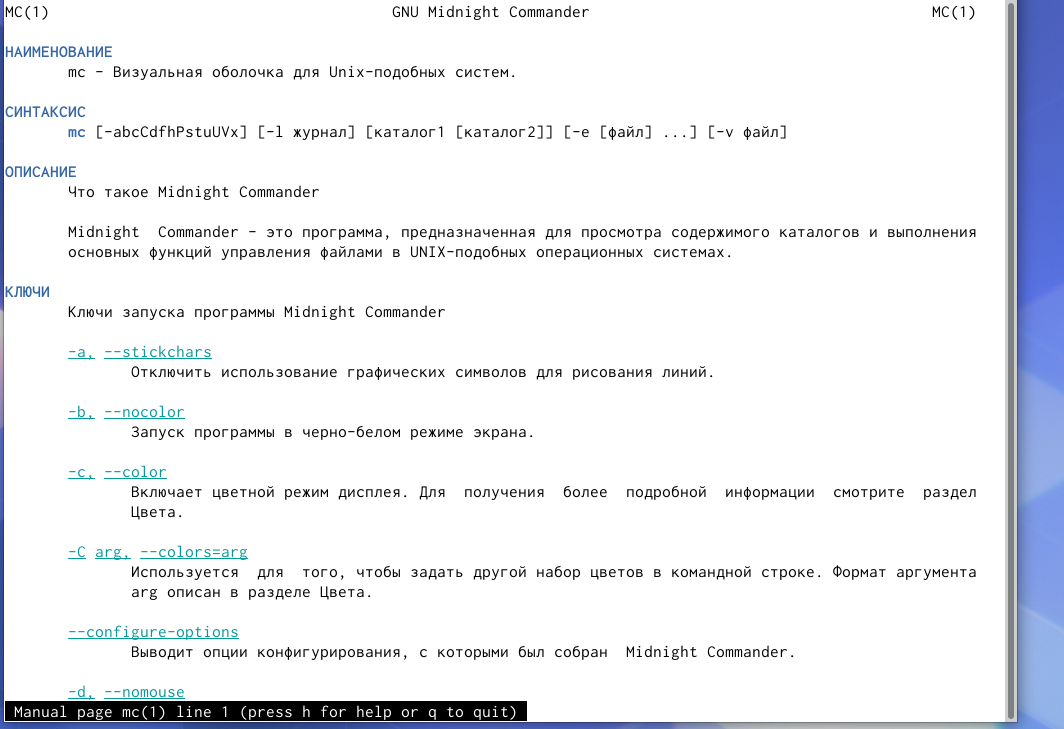 MC(1) GNU Midnight Commander MC(1)
НАИМЕНОВАНИЕ
mc - Визуальная оболочка для Unix-подобных систем.
СИНТАКСИС
mc [-abcCdfhPstuUVx] [-l журнал] [каталог1 [каталог2]] [-e [файл] ...] [-v файл]
ОПИСАНИЕ
Что такое Midnight Commander
Midnight  Commander - это программа, предназначенная для просмотра содержимого каталогов и выполнения
основных функций управления файлами в UNIX-подобных операционных системах.
КЛЮЧИ
Ключи запуска программы Midnight Commander
-a, --stickchars
Отключить использование графических символов для рисования линий.
-b, --nocolor
Запуск программы в черно-белом режиме экрана.
-c, --color
Включает цветной режим дисплея. Для  получения  более  подробной  информации  смотрите  раздел
Цвета.
-C arg, --colors=arg
Используется  для  того, чтобы задать другой набор цветов в командной строке. Формат аргумента
arg описан в разделе Цвета.
--configure-options
Выводит опции конфигурирования, с которыми был собран  Midnight Commander.
-d, --nomouse
Manual page mc(1) line 1 (press h for help or q to quit)